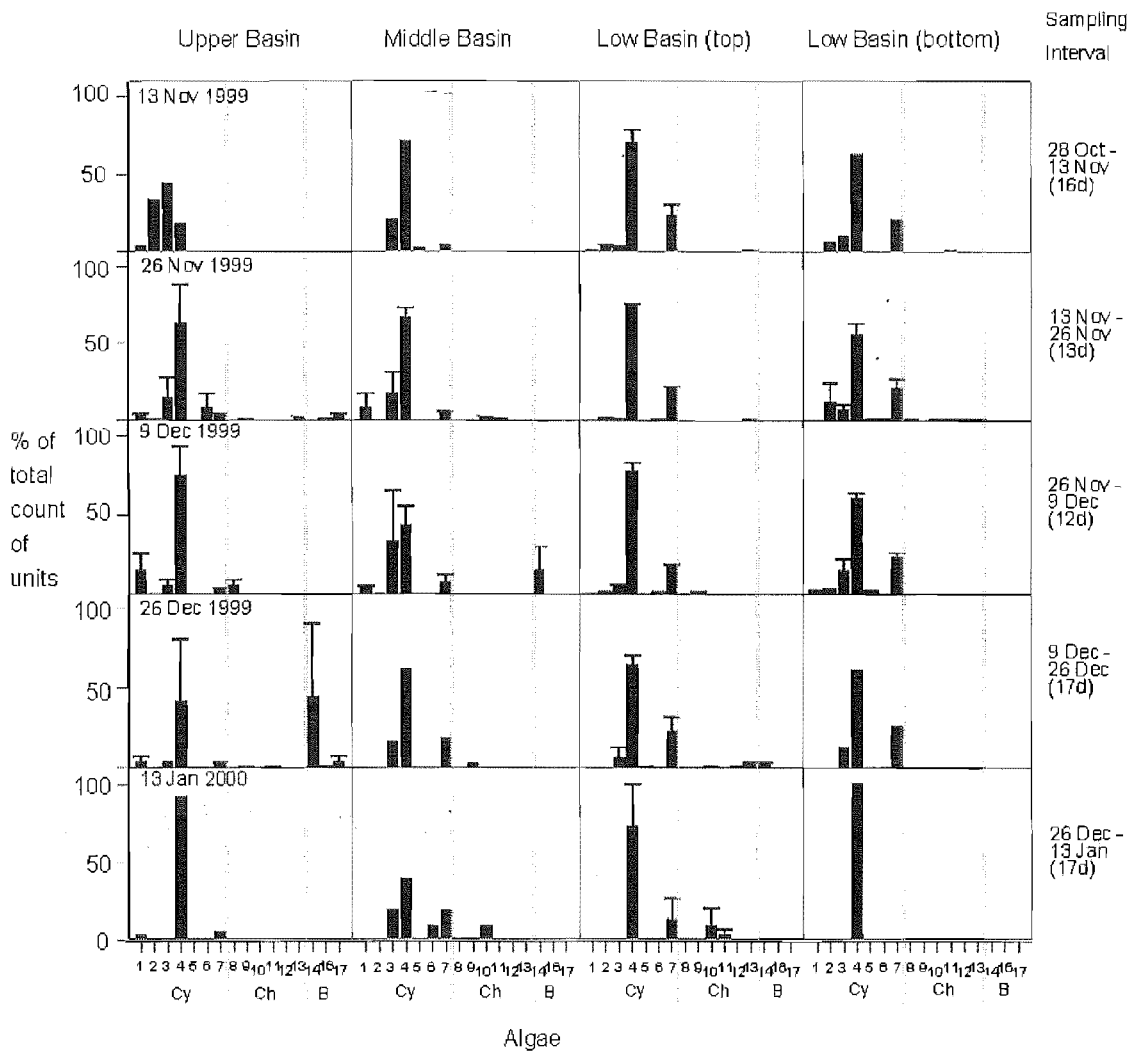 Upper Basin Middle Basin Low Basin (top) Low Basin (bottom)
Sampling
Interval
100
50
13 Nov 1999
28 Oct -
13 Nov
(16d)
100
50
26 Nov 1999
13 Nov -
26 Nov
(13d)
% of
total
count
of
units
100
50
9 Dec 1999
26 Nov -
9 Dec
(12d)
100
50
26 Dec 1999
9 Dec -
26 Dec
(17d)
100
50
0
13 Jan 2000
26 Dec -
13 Jan
(17d)
1 2 3 4 5 6 7 8 9 10 11 12 13 14 16 17
1 2 3 4 5 6 7 8 9 10 11 12 13 14 16 17
1 2 3 4 5 6 7 8 9 10 11 12 13 14 16 17
1 2 3 4 5 6 7 8 9 10 11 12 13 14 16 17
Cy Ch B Cy Ch B Cy Ch B Cy Ch B
Algae